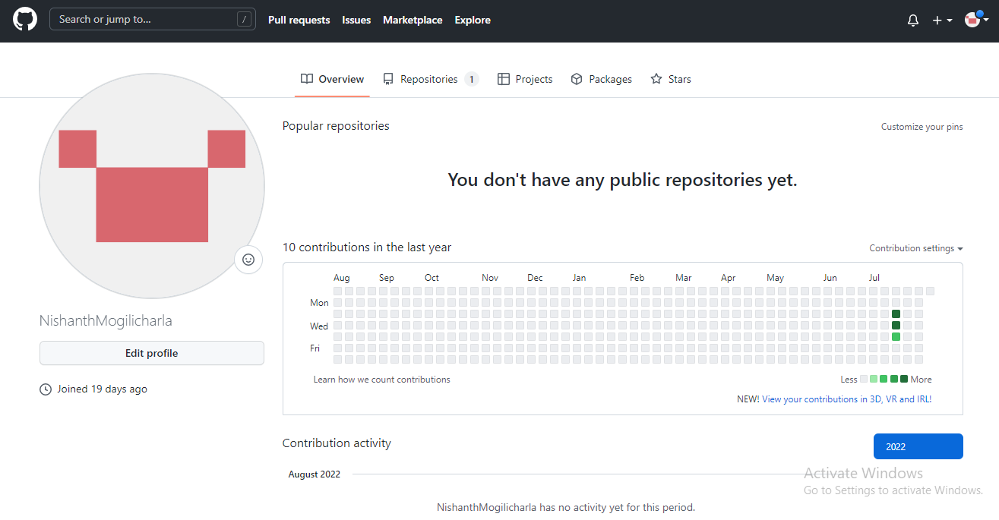 Search or jump to... / Pull requests Issues Marketplace Explore
Overview Repositories 1 Projects Packages Stars
Popular repositories Customize your pins
You don't have any public repositories yet.
10 contributions in the last year Contribution settings
Aug Sep Oct Nov Dec Jan Feb Mar Apr May Jun Jul
Mon
Wed
Fri
Learn how we count contributions Less More
NEW! View your contributions in 3D, VR and IRL!
NishanthMogilicharla
Edit profile
Joined 19 days ago
Contribution activity 2022
August 2022
NishanthMogilicharla has no activity yet for this period.
Activate Windows
Go to Settings to activate Windows.